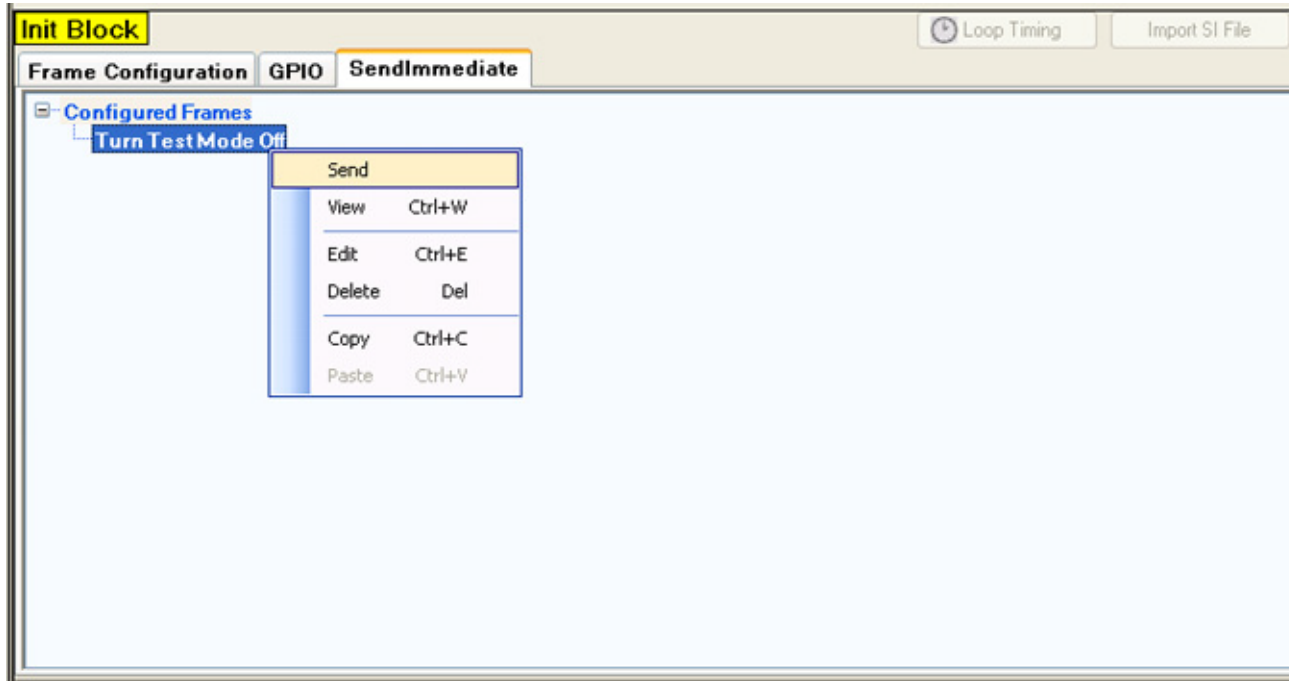 Init Block
Loop Timing
Import SI File
Frame Configuration
GPIO
SendImmediate
Configured Frames
Turn Test Mode Off
Send
View Ctrl+W
Edit Ctrl+E
Delete Del
Copy Ctrl+C
Paste Ctrl+V